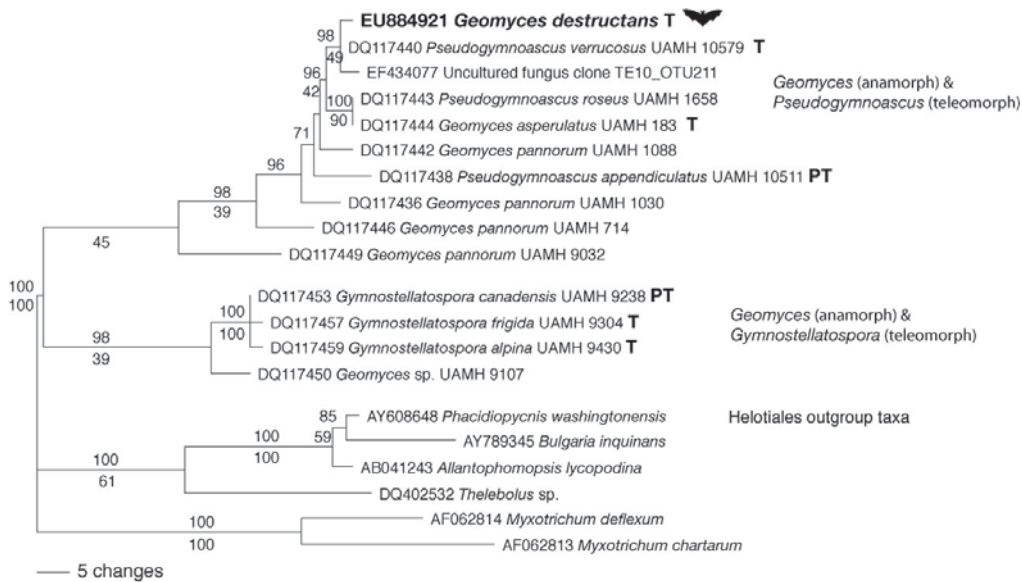 EU884921 Geomyces destructans T
98
DQ117440 Pseudogymnoascus verrucosus UAMH 10579 T
49
EF434077 Uncultured fungus clone TE10_OTU211
96
42
Geomyces (anamorph) &
Pseudogymnoascus (teleomorph)
100
DQ117443 Pseudogymnoascus roseus UAMH 1658
90
DQ117444 Geomyces asperulatus UAMH 183 T
71
DQ117442 Geomyces pannorum UAMH 1088
96
DQ117438 Pseudogymnoascus appendiculatus UAMH 10511 PT
98
39
DQ117436 Geomyces pannorum UAMH 1030
DQ117446 Geomyces pannorum UAMH 714
45
DQ117449 Geomyces pannorum UAMH 9032
100
100
DQ117453 Gymnostellatospora canadensis UAMH 9238 PT
100
100
DQ117457 Gymnostellatospora frigida UAMH 9304 T
Geomyces (anamorph) &
Gymnostellatospora (teleomorph)
98
39
DQ117459 Gymnostellatospora alpina UAMH 9430 T
DQ117450 Geomyces sp. UAMH 9107
85
AY608648 Phacidiopycnis washingtonensis
Helotiales outgroup taxa
100
100
59
AY789345 Bulgaria inquinans
100
61
AB041243 Allantophomopsis lycopodina
DQ402532 Thelebolus sp.
100
100
AF062814 Myxotrichum deflexum
AF062813 Myxotrichum chartarum
5 changes